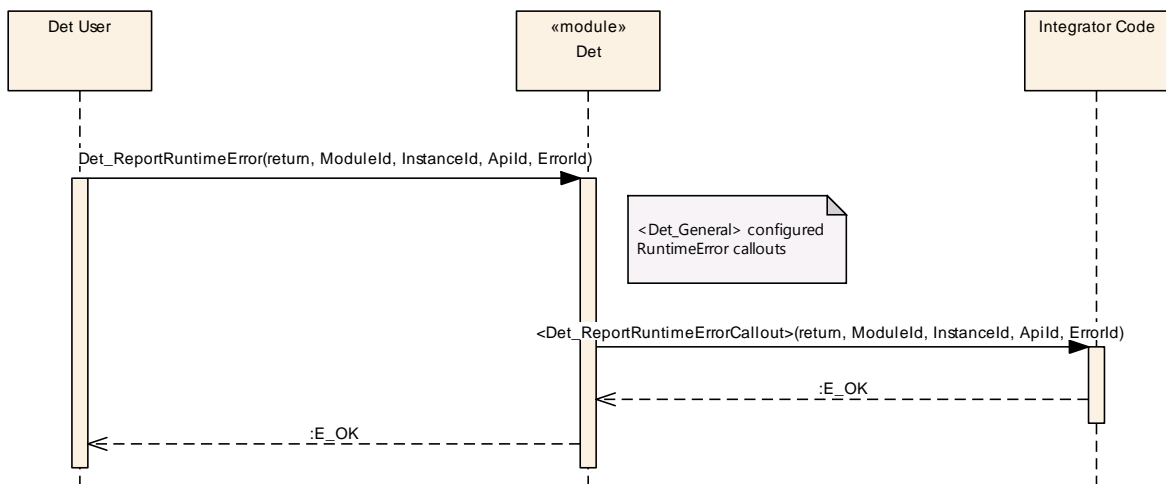 Det User
«module»
Det
Integrator Code
Det_ReportRuntimeError(return, ModuleId, InstanceId, ApiId, ErrorId)
<Det_General> configured
RuntimeError callouts
<Det_ReportRuntimeErrorCallout>(return, ModuleId, InstanceId, ApiId, ErrorId)
:E_OK
:E_OK